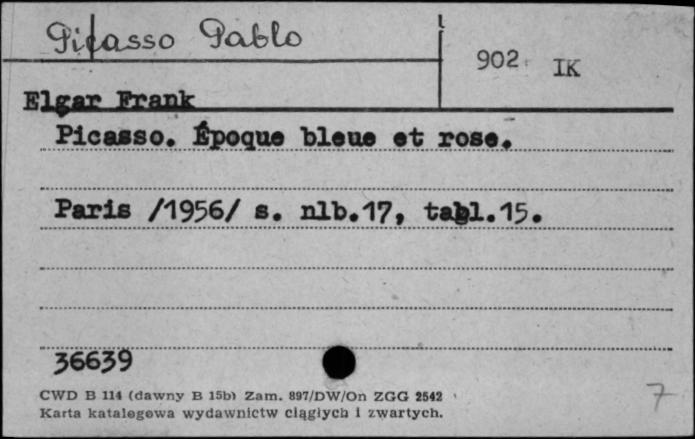 Picasso Pablo
902 IK
Elgar Frank
Picasso. Époque bleue et rose.
Paris /1956/ s. nlb.17, tabl.15.
36639
CWD B 114 (dawny B 15b) Zam. 897/DW/On ZGG 2542
Karta katalogowa wydawnictw ciągłych i zwartych.
7